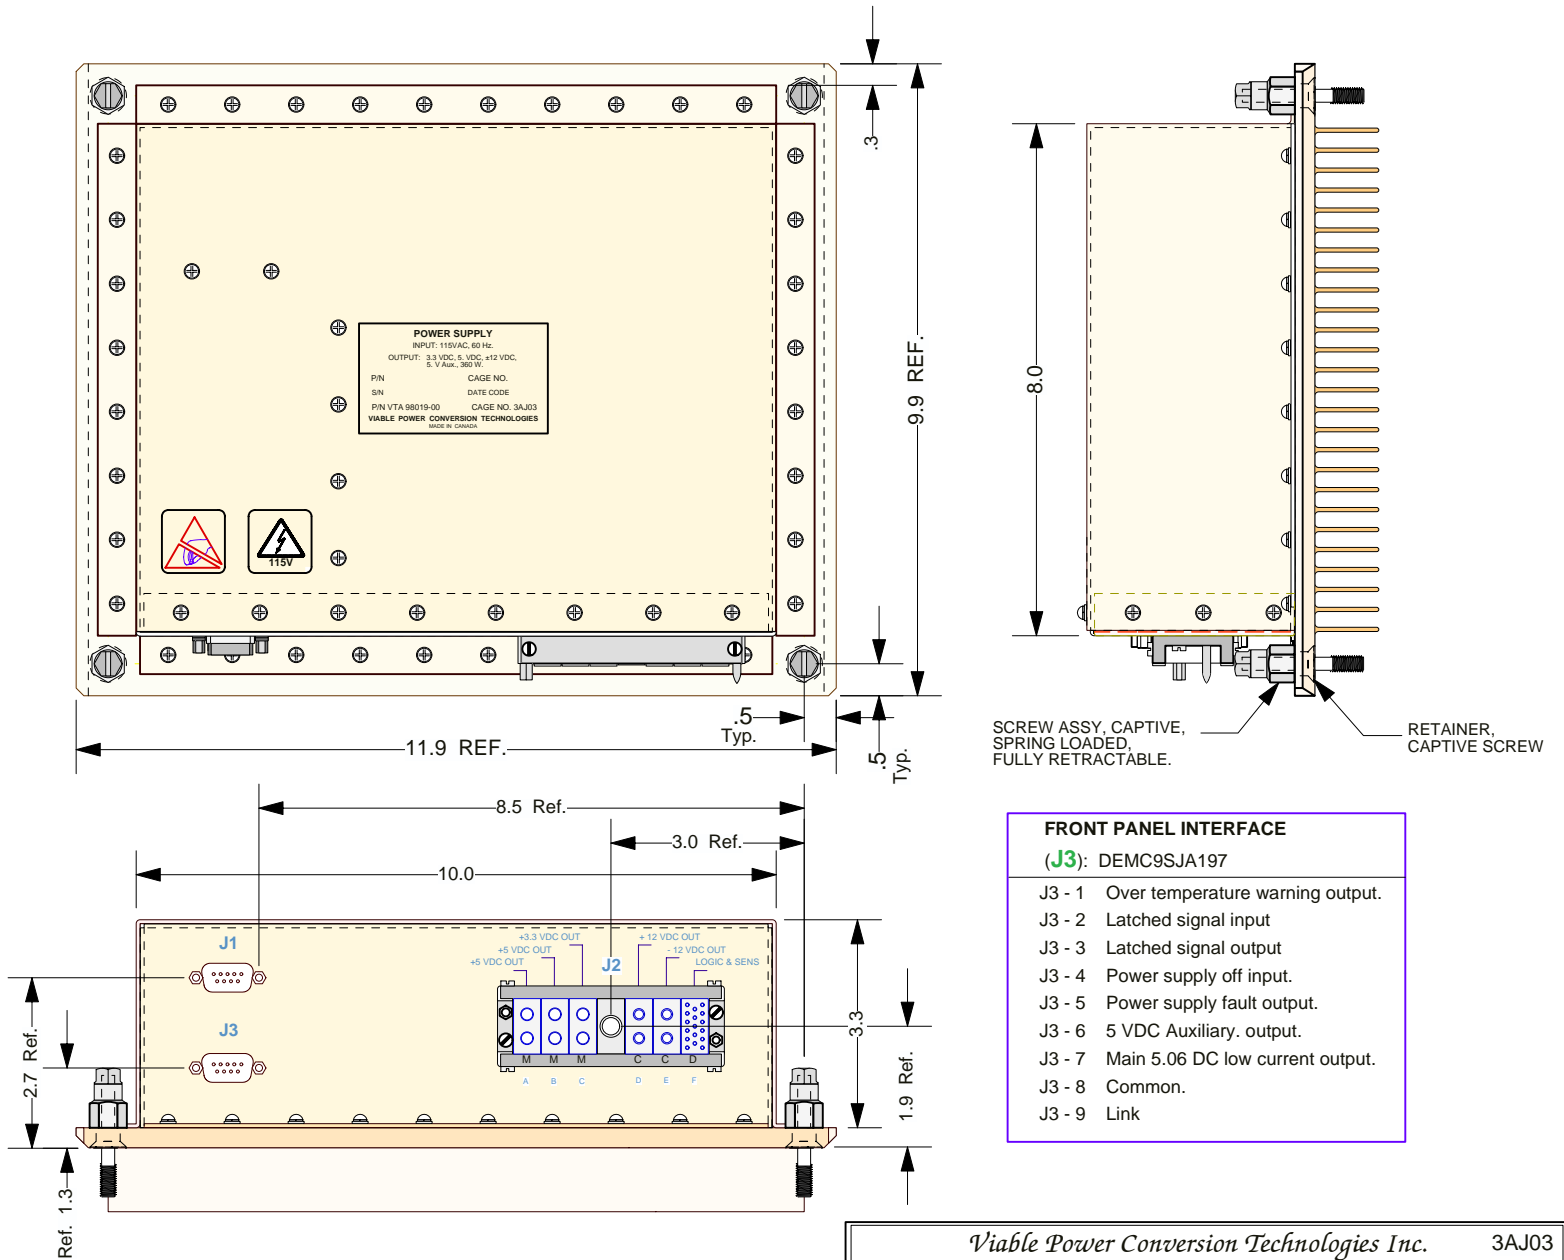 .3
POWER SUPPLY
INPUT: 115VAC, 60 Hz.
OUTPUT: 3.3 VDC, 5. VDC, ±12 VDC,
5. V Aux., 360 W.
P/N CAGE NO.
S/N DATE CODE
P/N VTA 98019-00 CAGE NO. 3AJ03
VIABLE POWER CONVERSION TECHNOLOGIES
MADE IN CANADA
115V
9.9 REF.
8.0
.5
Typ.
.5
Typ.
11.9 REF.
SCREW ASSY, CAPTIVE,
SPRING LOADED,
FULLY RETRACTABLE.
RETAINER,
CAPTIVE SCREW
8.5 Ref.
3.0 Ref.
10.0
J1
J3
+3.3 VDC OUT
+5 VDC OUT
+5 VDC OUT
J2
+ 12 VDC OUT
- 12 VDC OUT
LOGIC & SENS
M M M C C D
A B C D E F
3.3
2.7 Ref.
1.9 Ref.
Ref. 1.3
FRONT PANEL INTERFACE
(J3): DEMC9SJA197
J3 - 1 Over temperature warning output.
J3 - 2 Latched signal input
J3 - 3 Latched signal output
J3 - 4 Power supply off input.
J3 - 5 Power supply fault output.
J3 - 6 5 VDC Auxiliary. output.
J3 - 7 Main 5.06 DC low current output.
J3 - 8 Common.
J3 - 9 Link
Viable Power Conversion Technologies Inc. 3AJ03